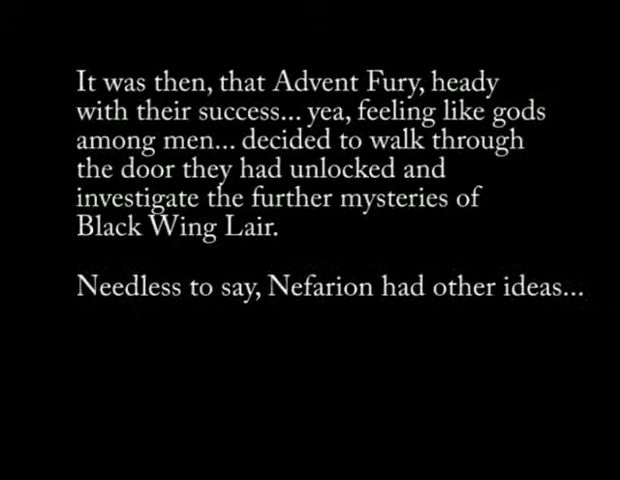 It was then, that Advent Fury, heady
with their success... yea, feeling like gods
among men... decided to walk through
the door they had unlocked and
investigate the further mysteries of
Black Wing Lair.
Needless to say, Nefarion had other ideas...